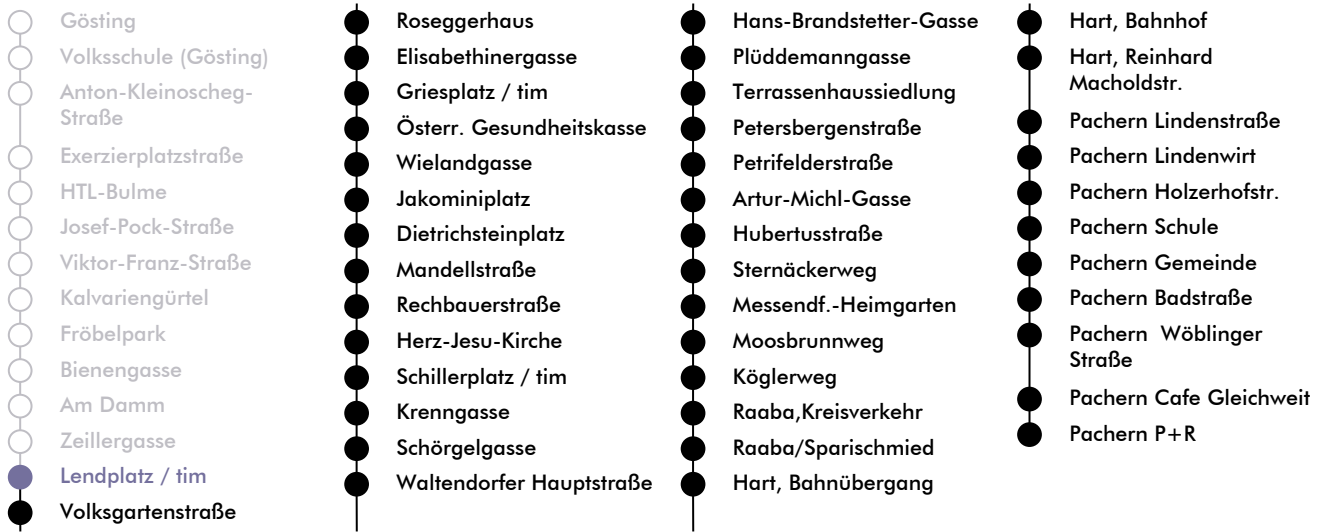 Gösting
Volksschule (Gösting)
Anton-Kleinoscheg-
Straße
Exerzierplatzstraße
HTL-Bulme
Josef-Pock-Straße
Viktor-Franz-Straße
Kalvariengürtel
Fröbelpark
Bienengasse
Am Damm
Zeillergasse
Lendplatz / tim
Volksgartenstraße
Roseggerhaus
Elisabethinergasse
Griesplatz / tim
Österr. Gesundheitskasse
Wielandgasse
Jakominiplatz
Dietrichsteinplatz
Mandellstraße
Rechbauerstraße
Herz-Jesu-Kirche
Schillerplatz / tim
Krenngasse
Schörgelgasse
Waltendorfer Hauptstraße
Hans-Brandstetter-Gasse
Plüddemanngasse
Terrassenhaussiedlung
Petersbergenstraße
Petrifelderstraße
Artur-Michl-Gasse
Hubertusstraße
Sternäckerweg
Messendf.-Heimgarten
Moosbrunnweg
Köglerweg
Raaba,Kreisverkehr
Raaba/Sparischmied
Hart, Bahnübergang
Hart, Bahnhof
Hart, Reinhard
Macholdstr.
Pachern Lindenstraße
Pachern Lindenwirt
Pachern Holzerhofstr.
Pachern Schule
Pachern Gemeinde
Pachern Badstraße
Pachern  Wöblinger
Straße
Pachern Cafe Gleichweit
Pachern P+R